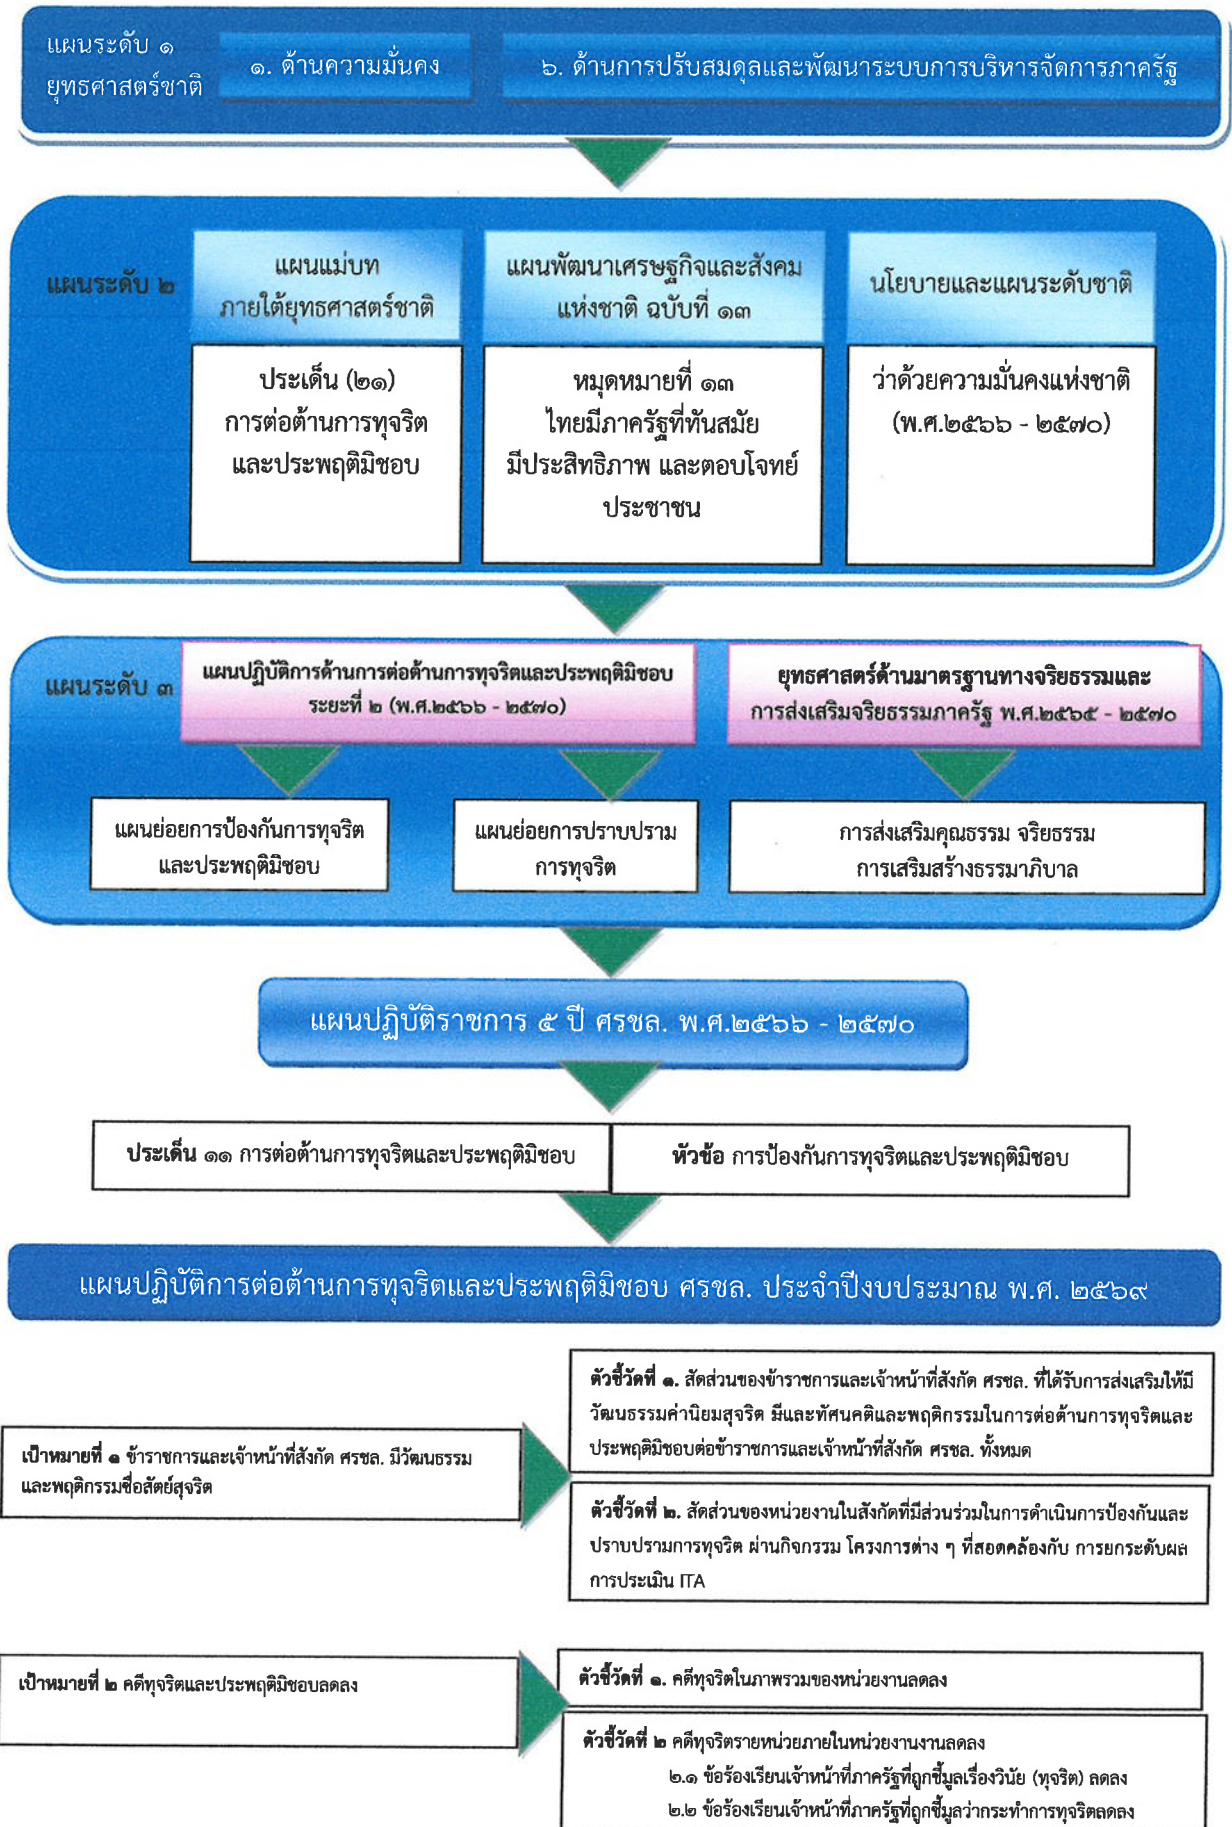 แผนระดับ ๑
ยุทธศาสตร์ชาติ
๑. ด้านความมั่นคง
๖. ด้านการปรับสมดุลและพัฒนาระบบการบริหารจัดการภาครัฐ
แผนระดับ ๒
แผนแม่บท
ภายใต้ยุทธศาสตร์ชาติ
ประเด็น (๒๑)
การต่อต้านการทุจริต
และประพฤติมิชอบ
แผนพัฒนาเศรษฐกิจและสังคม
แห่งชาติ ฉบับที่ ๑๓
หมุดหมายที่ ๑๓
ไทยมีภาครัฐที่ทันสมัย
มีประสิทธิภาพ และตอบโจทย์
ประชาชน
นโยบายและแผนระดับชาติ
ว่าด้วยความมั่นคงแห่งชาติ
(พ.ศ.๒๕๖๖ - ๒๕๗๐)
แผนระดับ ๓
แผนปฏิบัติการด้านการต่อต้านการทุจริตและประพฤติมิชอบ
ระยะที่ ๒ (พ.ศ.๒๕๖๖ - ๒๕๗๐)
ยุทธศาสตร์ด้านมาตรฐานทางจริยธรรมและ
การส่งเสริมจริยธรรมภาครัฐ พ.ศ.๒๕๖๕ - ๒๕๗๐
แผนย่อยการป้องกันการทุจริต
และประพฤติมิชอบ
แผนย่อยการปราบปราม
การทุจริต
การส่งเสริมคุณธรรม จริยธรรม
การเสริมสร้างธรรมาภิบาล
แผนปฏิบัติราชการ ๕ ปี ศรชล. พ.ศ.๒๕๖๖ - ๒๕๗๐
ประเด็น ๑๑ การต่อต้านการทุจริตและประพฤติมิชอบ
หัวข้อ การป้องกันการทุจริตและประพฤติมิชอบ
แผนปฏิบัติการต่อต้านการทุจริตและประพฤติมิชอบ ศรชล. ประจำปีงบประมาณ พ.ศ. ๒๕๖๙
เป้าหมายที่ ๑ ข้าราชการและเจ้าหน้าที่สังกัด ศรชล. มีวัฒนธรรม
และพฤติกรรมซื่อสัตย์สุจริต
ตัวชี้วัดที่ ๑. สัดส่วนของข้าราชการและเจ้าหน้าที่สังกัด ศรชล. ที่ได้รับการส่งเสริมให้มี
วัฒนธรรมค่านิยมสุจริต มีและทัศนคติและพฤติกรรมในการต่อต้านการทุจริตและ
ประพฤติมิชอบต่อข้าราชการและเจ้าหน้าที่สังกัด ศรชล. ทั้งหมด
ตัวชี้วัดที่ ๒. สัดส่วนของหน่วยงานในสังกัดที่มีส่วนร่วมในการดำเนินการป้องกันและ
ปราบปรามการทุจริต ผ่านกิจกรรม โครงการต่าง ๆ ที่สอดคล้องกับ การยกระดับผล
การประเมิน ITA
เป้าหมายที่ ๒ คดีทุจริตและประพฤติมิชอบลดลง
ตัวชี้วัดที่ ๑. คดีทุจริตในภาพรวมของหน่วยงานลดลง
ตัวชี้วัดที่ ๒ คดีทุจริตรายหน่วยภายในหน่วยงานงานลดลง
๒.๑ ข้อร้องเรียนเจ้าหน้าที่ภาครัฐที่ถูกชี้มูลเรื่องวินัย (ทุจริต) ลดลง
๒.๒ ข้อร้องเรียนเจ้าหน้าที่ภาครัฐที่ถูกชี้มูลว่ากระทำการทุจริตลดลง